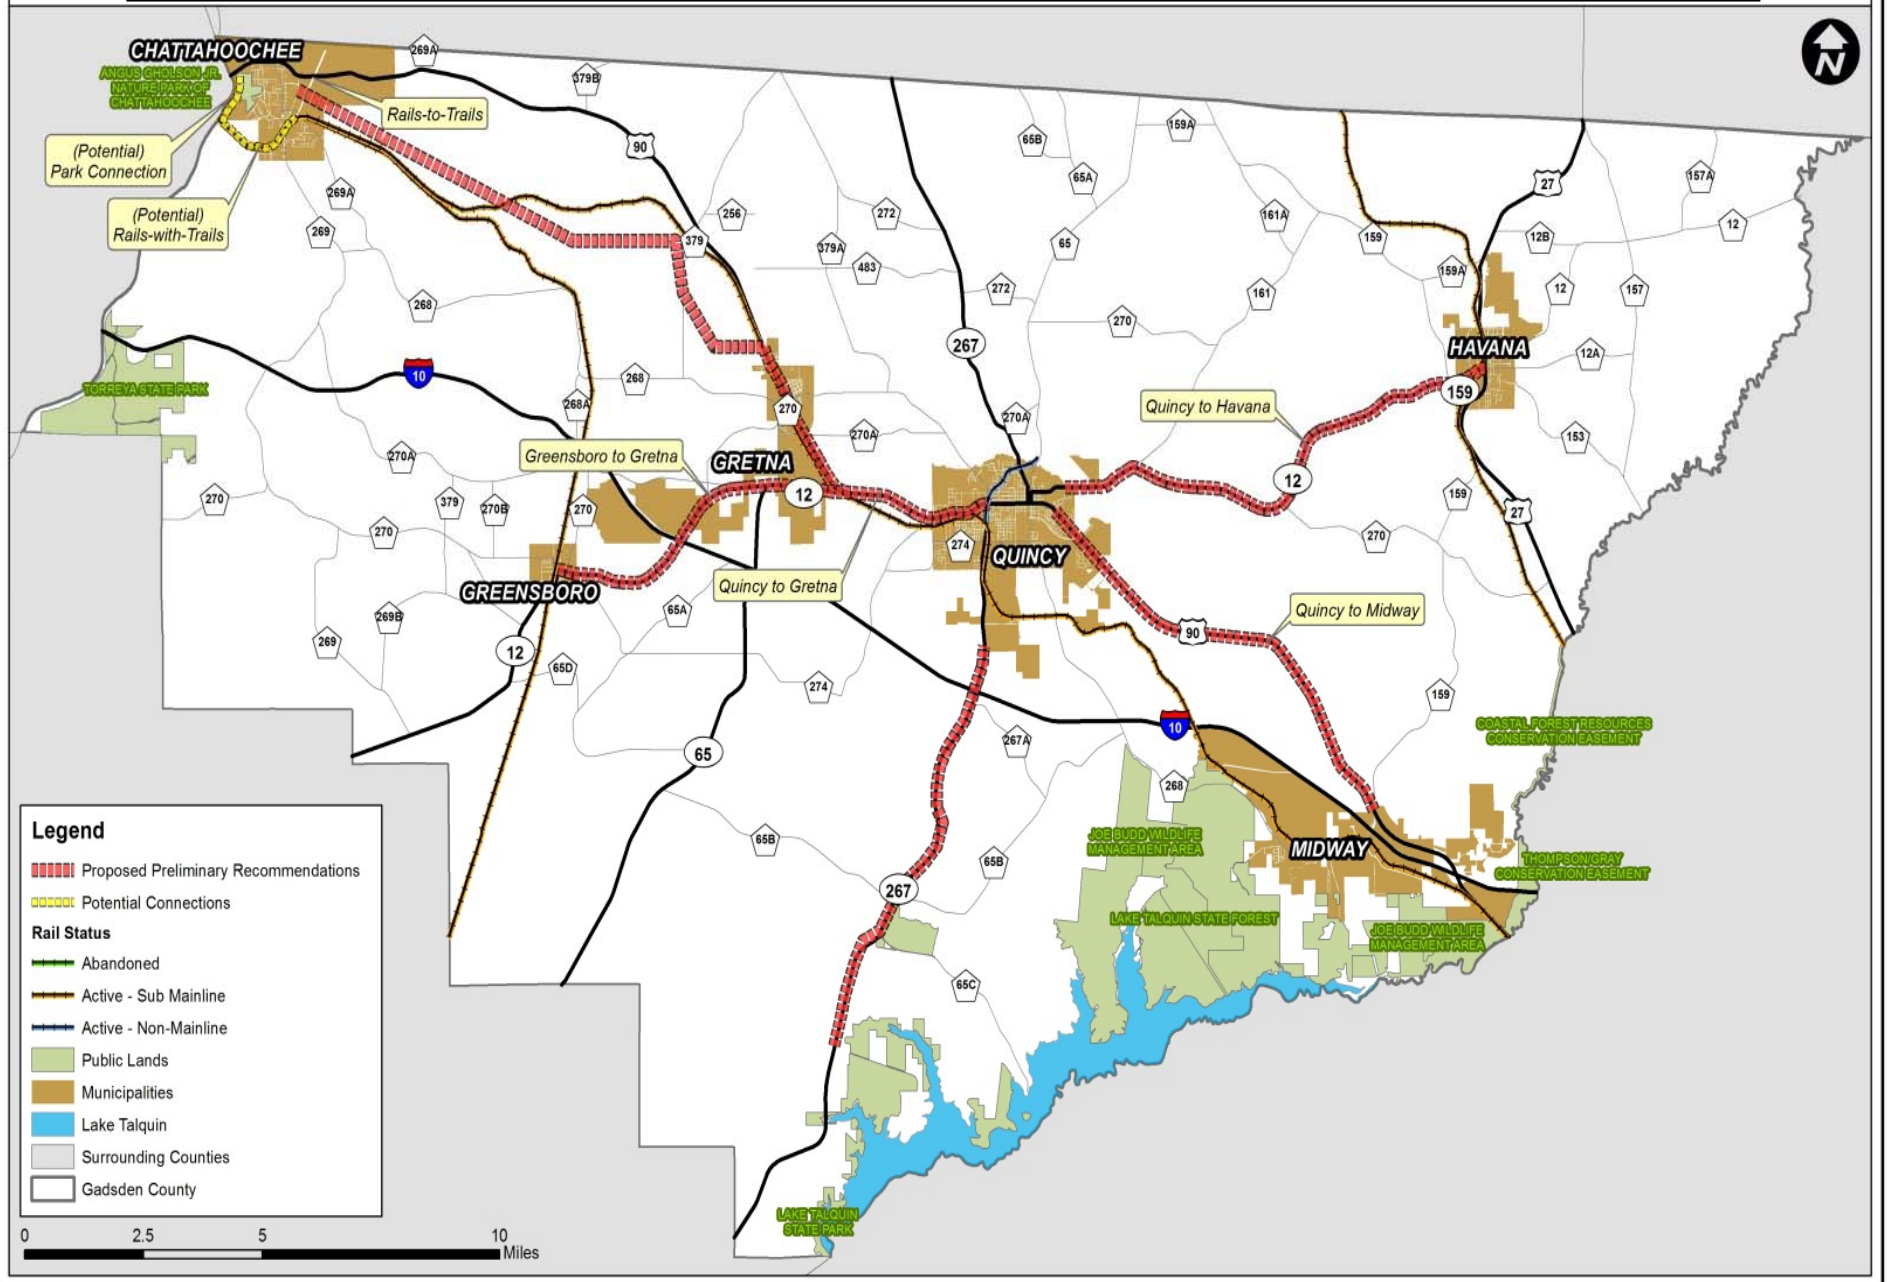 N
CHATTAHOOCHEE
ANGUS GHOLSON JR.
NATURE PARK OF
CHATTAHOOCHEE
269A
379B
Rails-to-Trails
(Potential)
Park Connection
(Potential)
Rails-with-Trails
90
65B
159A
65A
27
157A
269A
269
256
272
379
379A
483
65
161A
159
12B
12
159A
12
157
268
272
161
270
267
HAVANA
12A
10
TORREYA STATE PARK
268
268A
159
Quincy to Havana
270
270A
270A
153
Greensboro to Gretna
GRETNA
270A
12
12
270
379
270B
270
159
27
270
274
QUINCY
270
GREENSBORO
Quincy to Gretna
65A
269B
269
12
65D
Quincy to Midway
90
274
159
65
267A
10
268
COASTAL FOREST RESOURCES
CONSERVATION EASEMENT
65B
65B
267
JOE BUDD WILDLIFE
MANAGEMENT AREA
MIDWAY
THOMPSON/GRAY
CONSERVATION EASEMENT
LAKE TALQUIN STATE FOREST
JOE BUDD WILDLIFE
MANAGEMENT AREA
65C
LAKE TALQUIN
STATE PARK
Legend
Proposed Preliminary Recommendations
Potential Connections
Rail Status
Abandoned
Active - Sub Mainline
Active - Non-Mainline
Public Lands
Municipalities
Lake Talquin
Surrounding Counties
Gadsden County
0 2.5 5 10
Miles